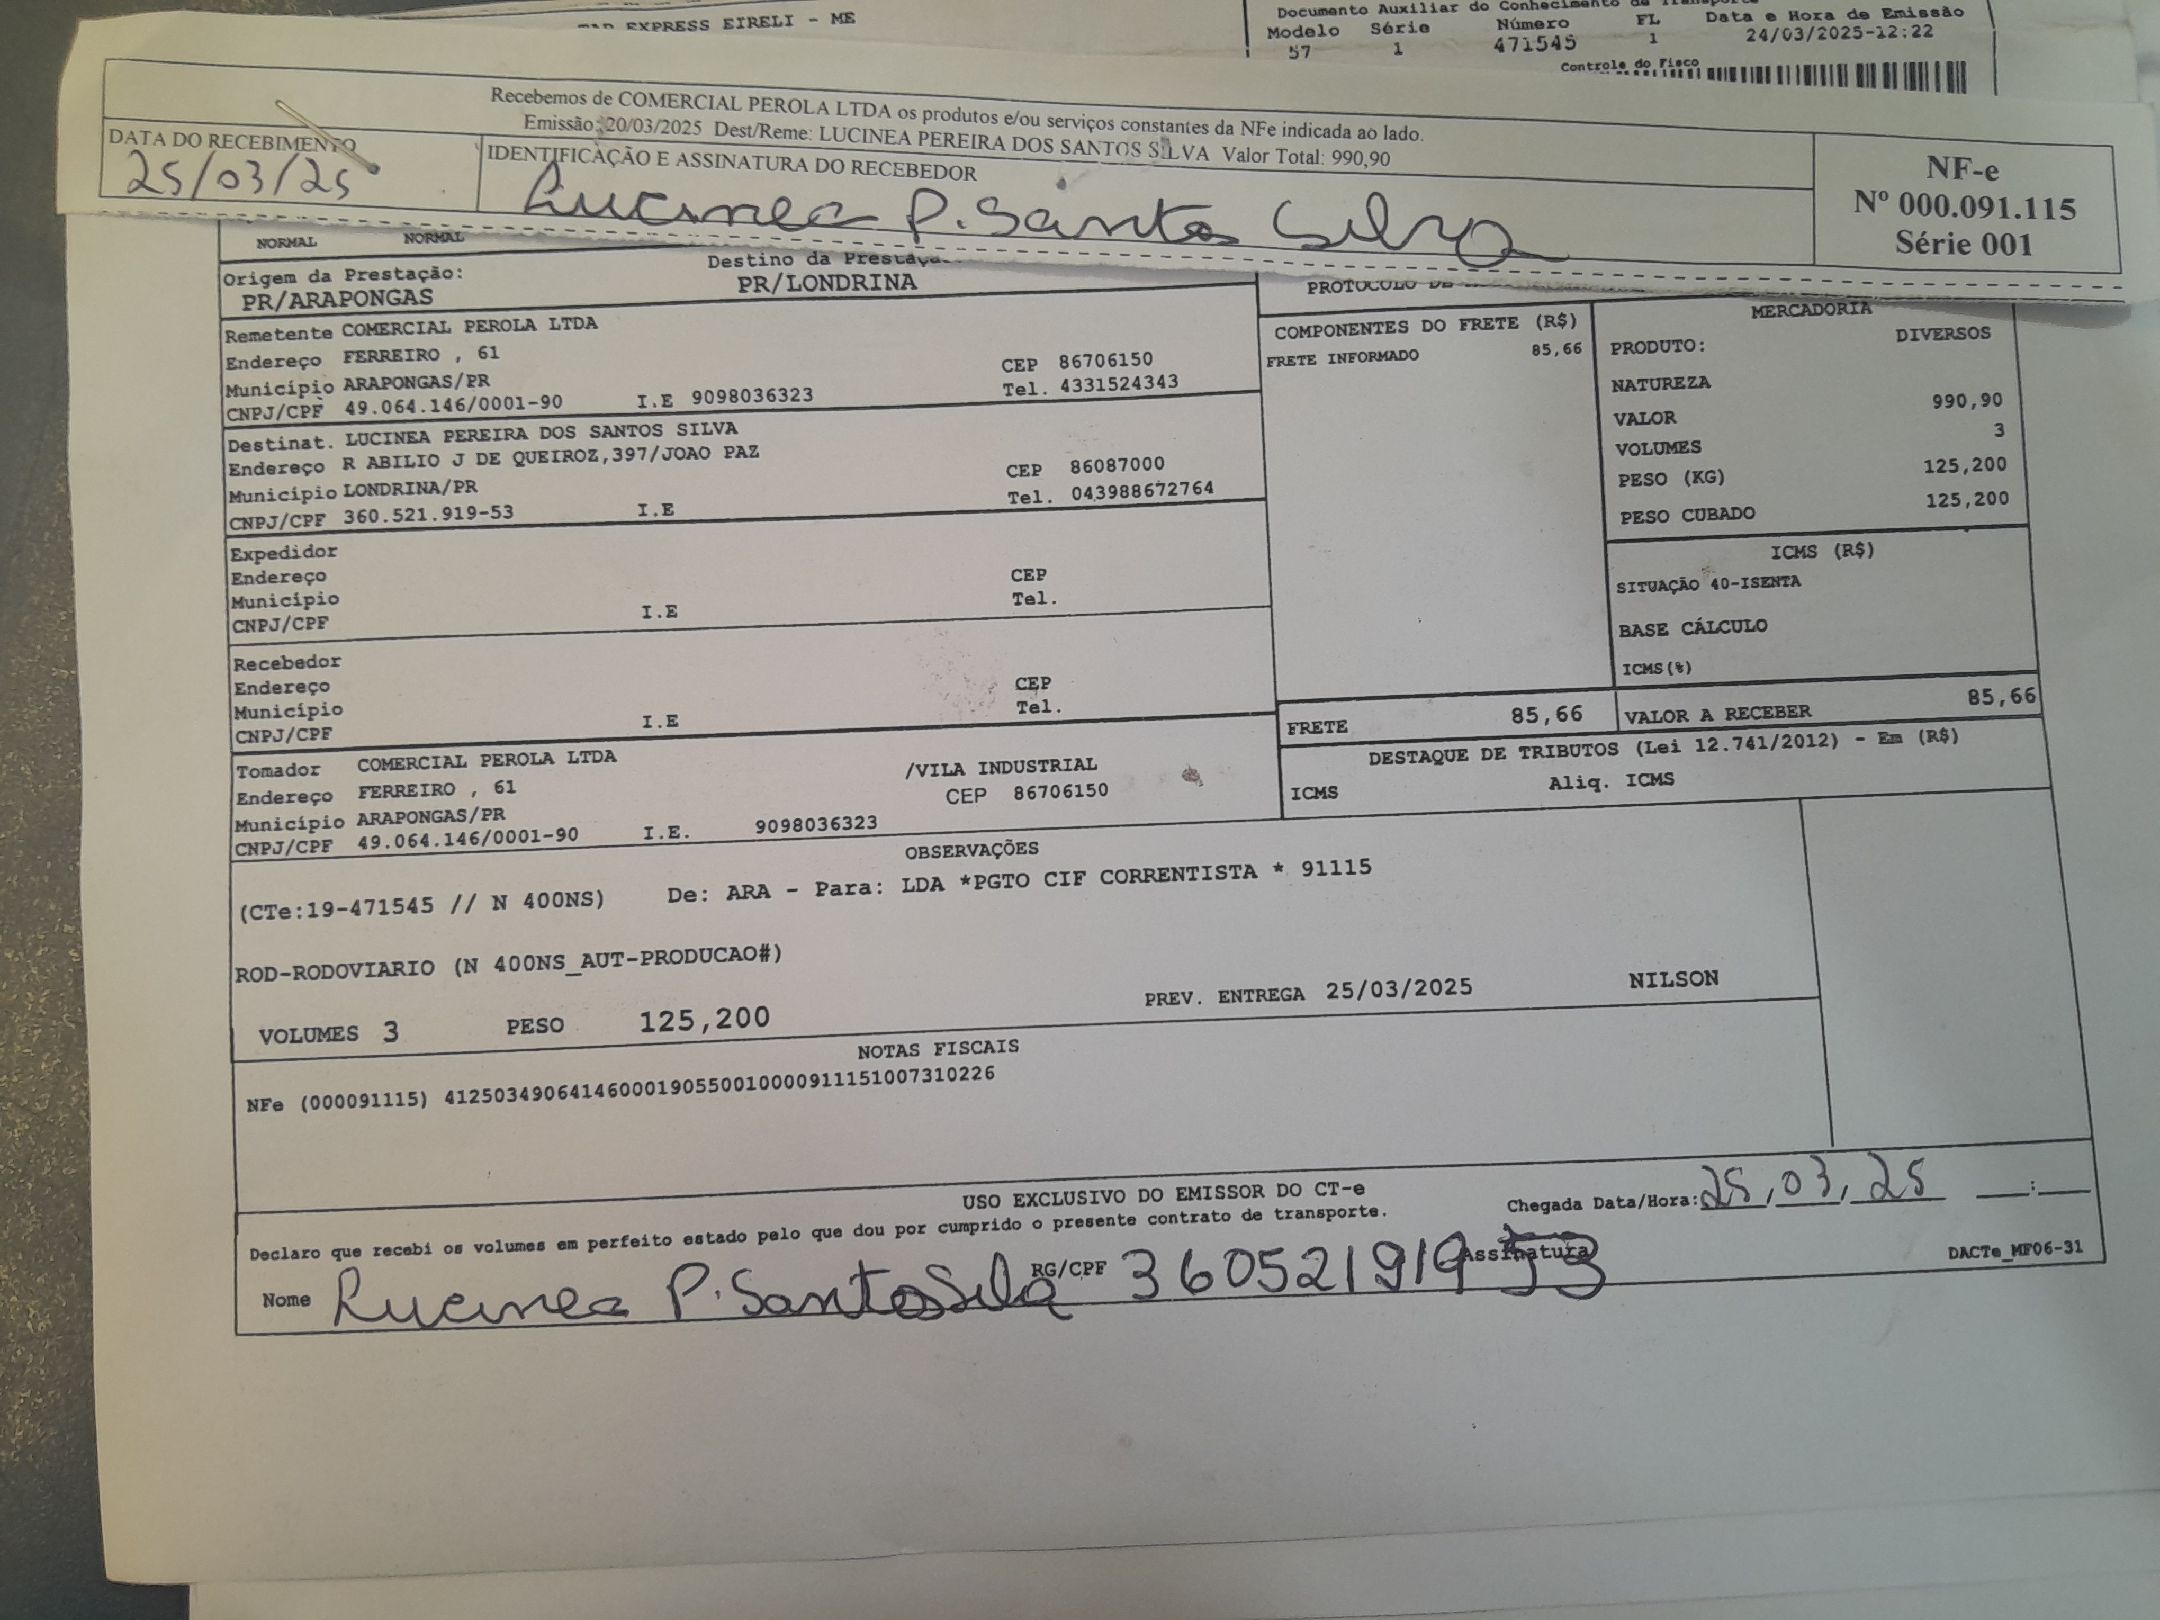 EXPRESS EIRELI - ME
Documento Auxiliar do Conhecimento de Transporte
Modelo Série Número FL Data e Hora de Emissão
57 1 471545 1 24/03/2025-12:22
Controle do Fisco
Recebemos de COMERCIAL PEROLA LTDA os produtos e/ou serviços constantes da NFe indicada ao lado.
Emissão: 20/03/2025 Dest/Reme: LUCINEA PEREIRA DOS SANTOS SILVA Valor Total: 990,90
DATA DO RECEBIMENTO
25/03/25
IDENTIFICAÇÃO E ASSINATURA DO RECEBEDOR
Lucinea P. Santos Silva
NF-e
Nº 000.091.115
Série 001
NORMAL NORMAL
Origem da Prestação:
PR/ARAPONGAS
Destino da
PR/LONDRINA
Remetente COMERCIAL PEROLA LTDA
Endereço FERREIRO , 61 CEP 86706150
Município ARAPONGAS/PR Tel. 4331524343
CNPJ/CPF 49.064.146/0001-90 I.E 9098036323
Destinat. LUCINEA PEREIRA DOS SANTOS SILVA
Endereço R ABILIO J DE QUEIROZ,397/JOAO PAZ CEP 86087000
Município LONDRINA/PR Tel. 043988672764
CNPJ/CPF 360.521.919-53 I.E
Expedidor
Endereço CEP
Município Tel.
CNPJ/CPF I.E
Recebedor
Endereço CEP
Município Tel.
CNPJ/CPF I.E
Tomador COMERCIAL PEROLA LTDA /VILA INDUSTRIAL
Endereço FERREIRO , 61 CEP 86706150
Município ARAPONGAS/PR
CNPJ/CPF 49.064.146/0001-90 I.E. 9098036323
PROTOCOLO DE
COMPONENTES DO FRETE (R$)
FRETE INFORMADO 85,66
MERCADORIA
PRODUTO: DIVERSOS
NATUREZA
VALOR 990,90
VOLUMES 3
PESO (KG) 125,200
PESO CUBADO 125,200
ICMS (R$)
SITUAÇÃO 40-ISENTA
BASE CÁLCULO
ICMS(%)
FRETE 85,66 VALOR A RECEBER 85,66
DESTAQUE DE TRIBUTOS (Lei 12.741/2012) - Em (R$)
ICMS Aliq. ICMS
OBSERVAÇÕES
(CTe:19-471545 // N 400NS) De: ARA - Para: LDA *PGTO CIF CORRENTISTA * 91115
ROD-RODOVIARIO (N 400NS_AUT-PRODUCAO#)
VOLUMES 3 PESO 125,200 PREV. ENTREGA 25/03/2025 NILSON
NOTAS FISCAIS
NFe (000091115) 41250349064146000190550010000911151007310226
USO EXCLUSIVO DO EMISSOR DO CT-e
Declaro que recebi os volumes em perfeito estado pelo que dou por cumprido o presente contrato de transporte.
Chegada Data/Hora: 25,03,25 :
Nome Lucinea P. Santos Silva RG/CPF 360521919 53 Assinatura
DACTe_MF06-31